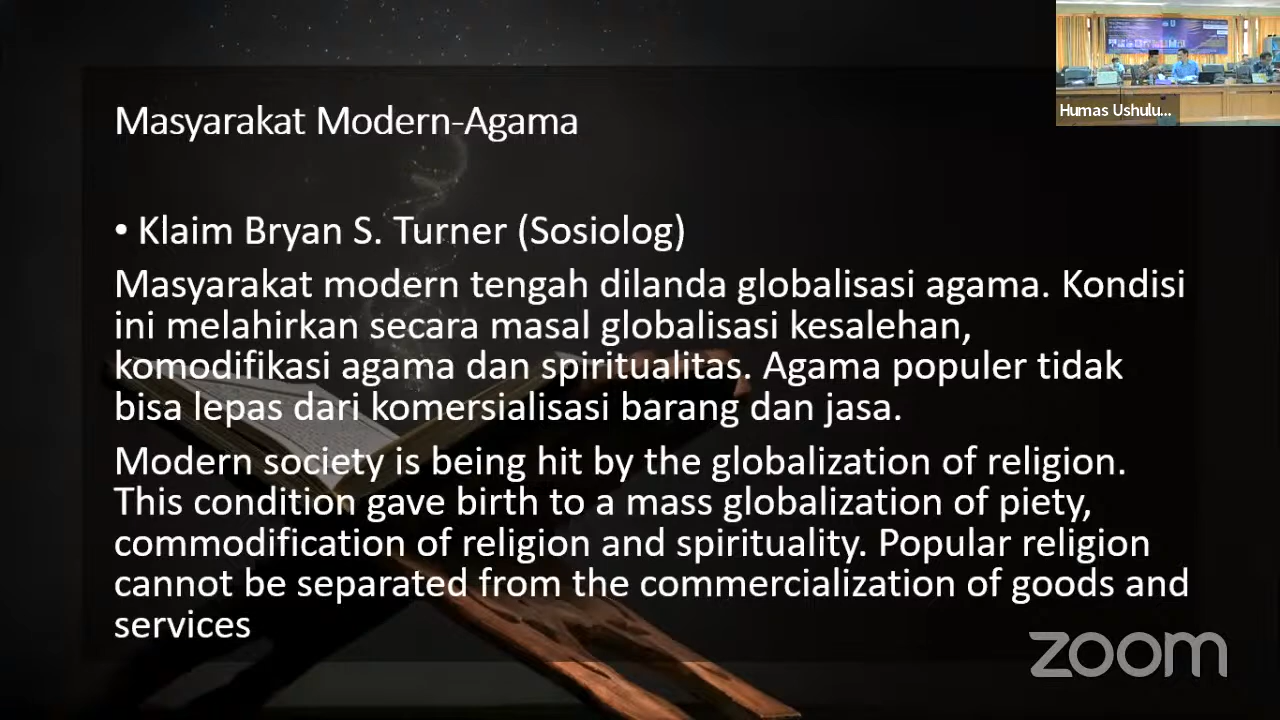 Humas Ushulu...
Masyarakat Modern-Agama
• Klaim Bryan S. Turner (Sosiolog)
Masyarakat modern tengah dilanda globalisasi agama. Kondisi
ini melahirkan secara masal globalisasi kesalehan,
komodifikasi agama dan spiritualitas. Agama populer tidak
bisa lepas dari komersialisasi barang dan jasa.
Modern society is being hit by the globalization of religion.
This condition gave birth to a mass globalization of piety,
commodification of religion and spirituality. Popular religion
cannot be separated from the commercialization of goods and
services
zoom